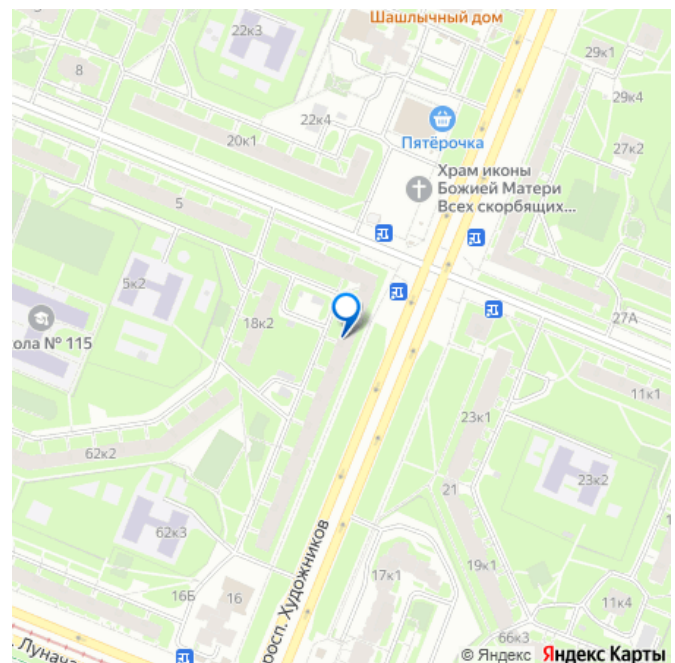 Шашлычный дом
22к3
29к1
8
29к4
22к4
20к1
Пятёрочка
27к2
Храм иконы
Божией Матери
Всех скорбящих...
5
5к2
18к2
27А
ола № 115
11к1
23к1
62к2
21
23к2
62к3
просп. Художников
17к1
19к1
16Б
16
11к4
66к3
. Луна
© Яндекс Яндекс Карты